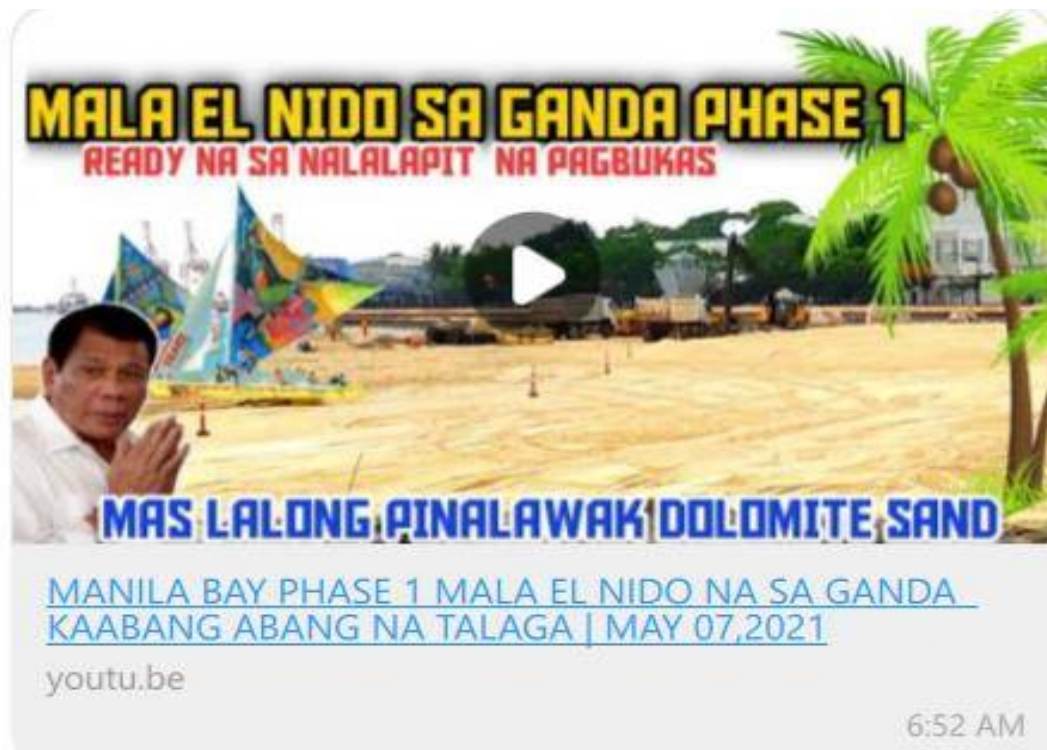 MALA EL NIDO SA GANDA PHASE 1
READY NA SA NALALAPIT NA PAGBUKAS
MAS LALONG PINALAWAK DOLOMITE SAND
MANILA BAY PHASE 1 MALA EL NIDO NA SA GANDA
KAABANG ABANG NA TALAGA | MAY 07,2021
youtu.be
6:52 AM